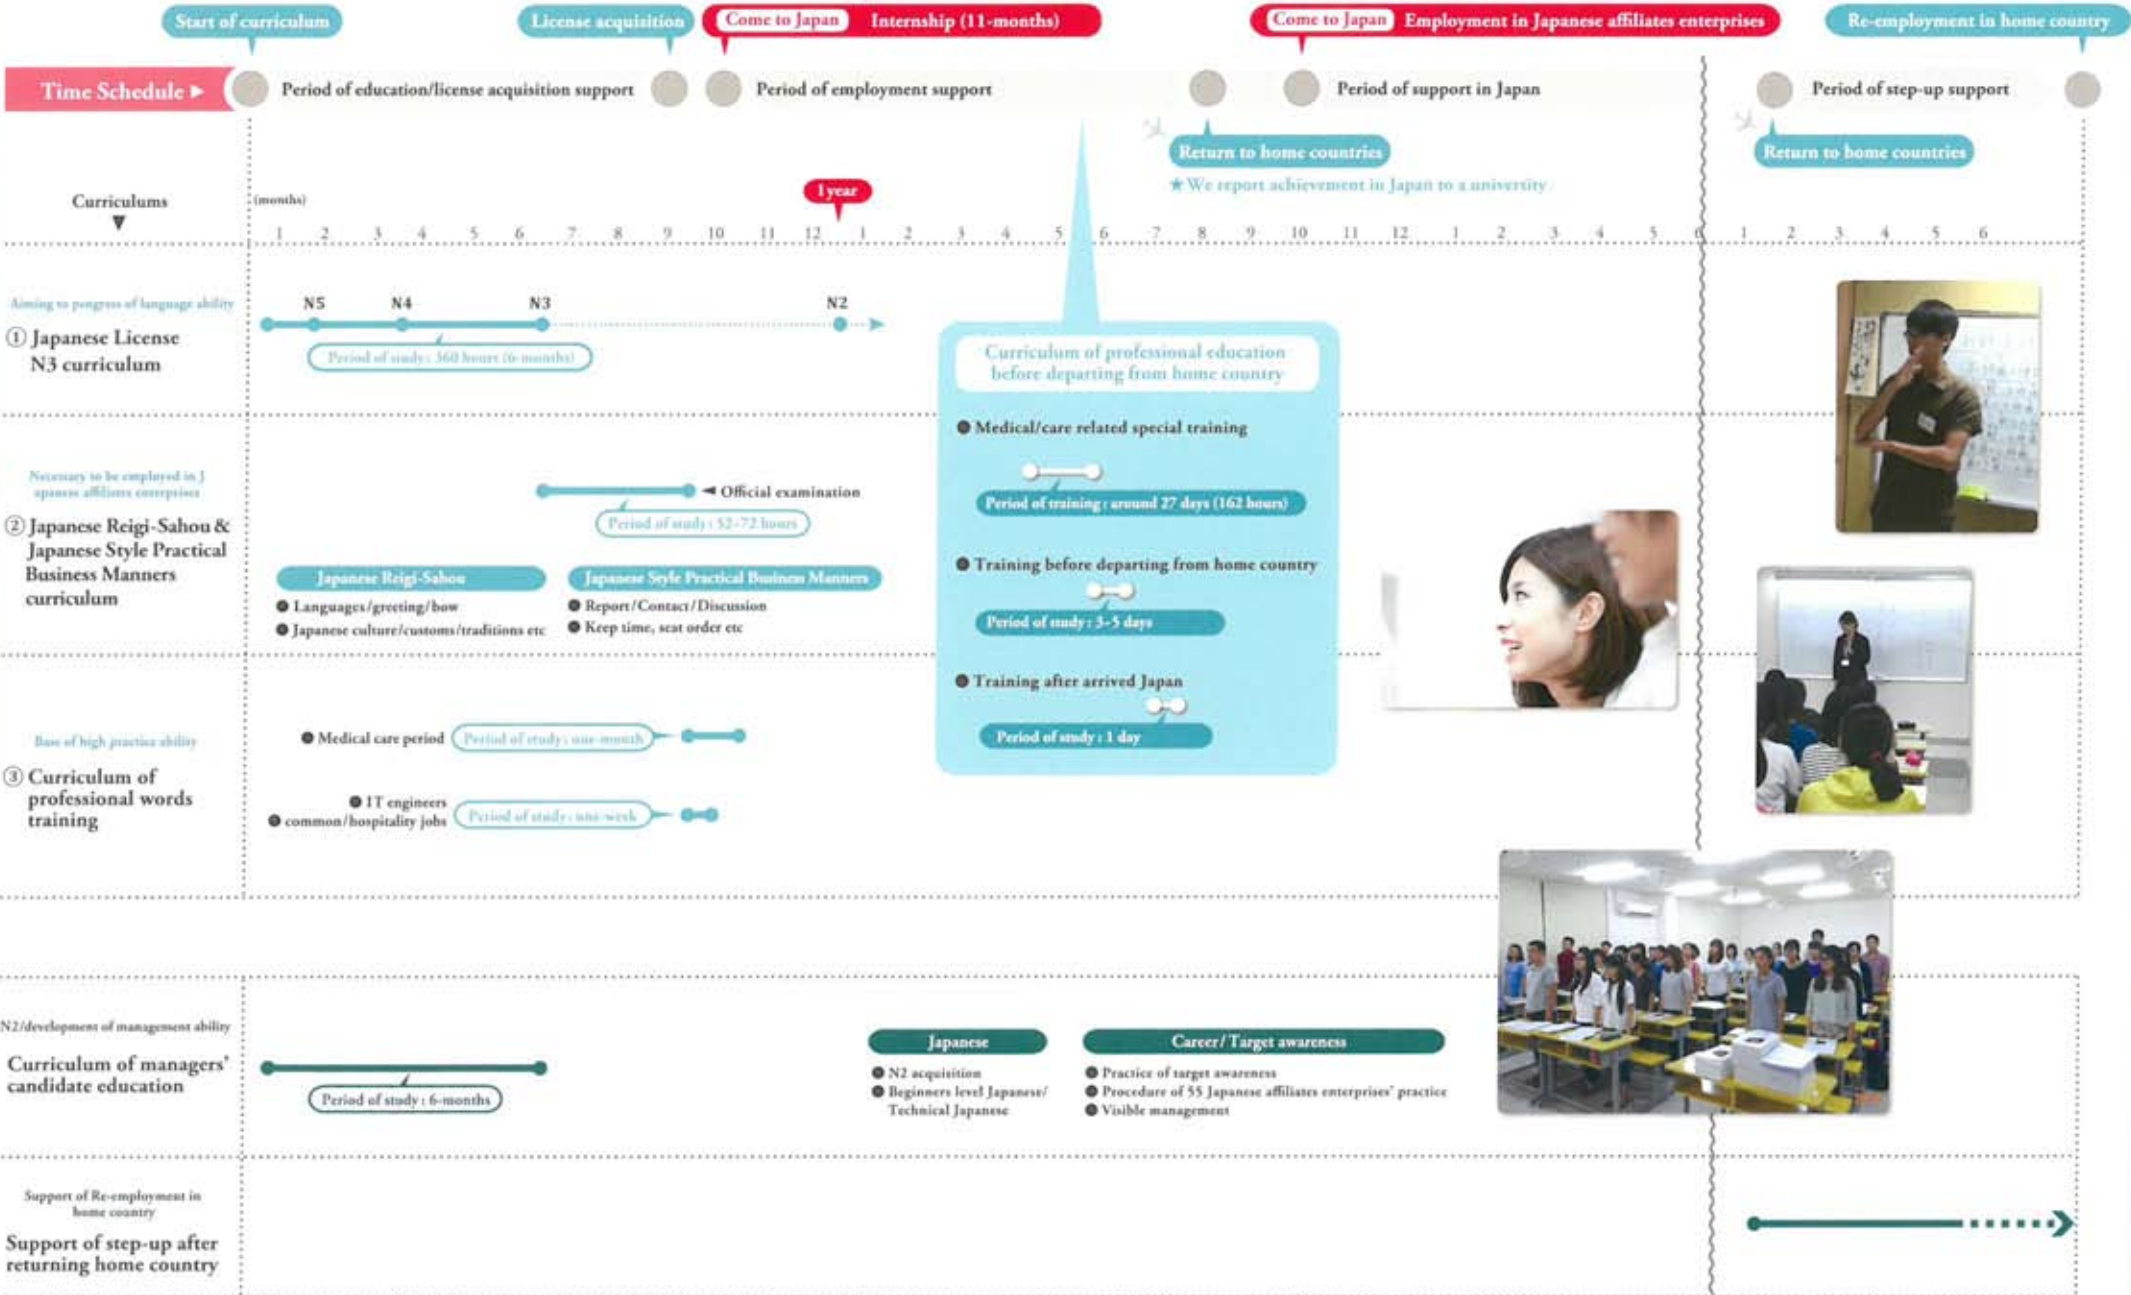 Start of curriculum
License acquisition
Come to Japan Internship (11-months)
Come to Japan Employment in Japanese affiliates enterprises
Re-employment in home country
Time Schedule ▶
Period of education/license acquisition support
Period of employment support
Period of support in Japan
Period of step-up support
Return to home countries
Return to home countries
★We report achievement in Japan to a university
1 year
Curriculums
▼
(months)
1 2 3 4 5 6 7 8 9 10 11 12 1 2 3 4 5 6 7 8 9 10 11 12 1 2 3 4 5 6 1 2 3 4 5 6
Aiming to progress of language ability
① Japanese License
N3 curriculum
N5 N4 N3 N2
Period of study : 360 hours (6-months)
Necessary to be employed in J
apanese affiliates enterprises
② Japanese Reigi-Sahou &
Japanese Style Practical
Business Manners
curriculum
◄ Official examination
Period of study : 52-72 hours
Japanese Reigi-Sahou
● Languages/greeting/bow
● Japanese culture/customs/traditions etc
Japanese Style Practical Business Manners
● Report/Contact/Discussion
● Keep time, seat order etc
Base of high practice ability
③ Curriculum of
professional words
training
● Medical care period
Period of study : one-month
● IT engineers
● common/hospitality jobs
Period of study : one-week
Curriculum of professional education
before departing from home country
● Medical/care related special training
Period of training : around 27 days (162 hours)
● Training before departing from home country
Period of study : 3-5 days
● Training after arrived Japan
Period of study : 1 day
N2/development of management ability
Curriculum of managers'
candidate education
Period of study : 6-months
Japanese
● N2 acquisition
● Beginners level Japanese/
Technical Japanese
Career/Target awareness
● Practice of target awareness
● Procedure of 5S Japanese affiliates enterprises' practice
● Visible management
Support of Re-employment in
home country
Support of step-up after
returning home country